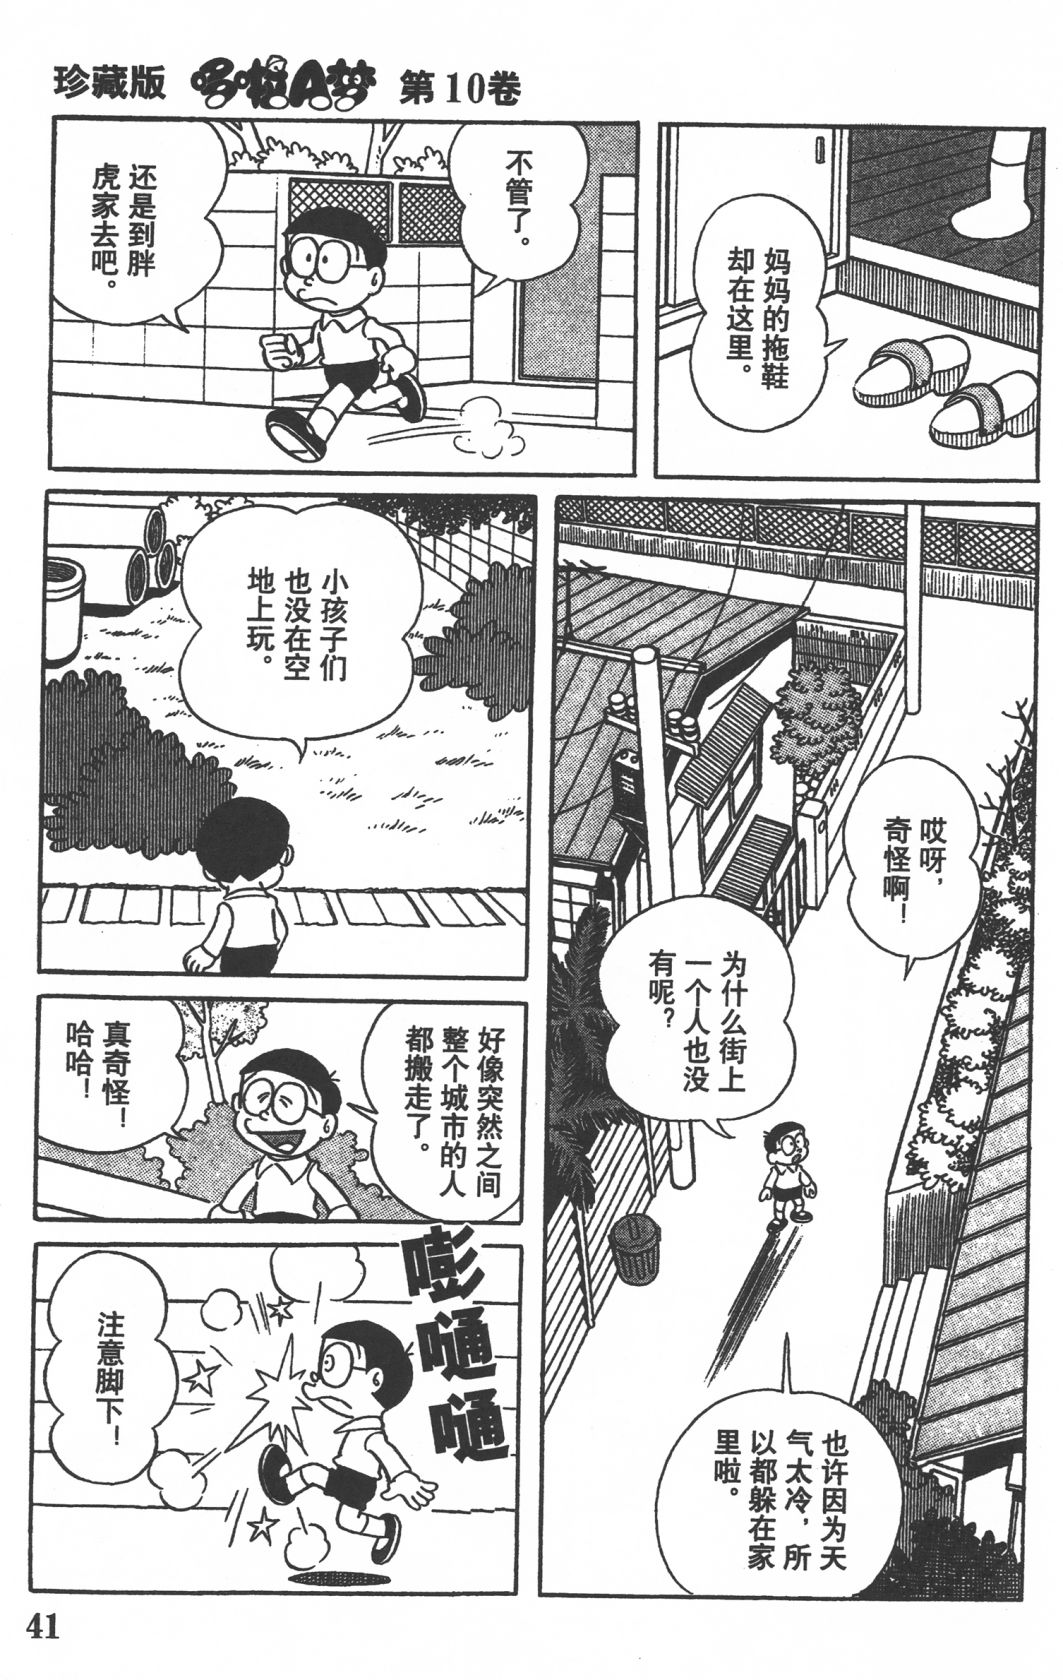 珍藏版 哆啦A梦 第10卷
妈妈的拖鞋
却在这里。
不管了。
还是到胖
虎家去吧。
哎呀，
奇怪啊！
为什么街上
一个人也没
有呢？
也许因为天
气太冷，所
以都躲在家
里啦。
小孩子们
也没在空
地上玩。
好像突然之间
整个城市的人
都搬走了。
真奇怪！
哈哈！
嘭嗵嗵
注意脚下！
41